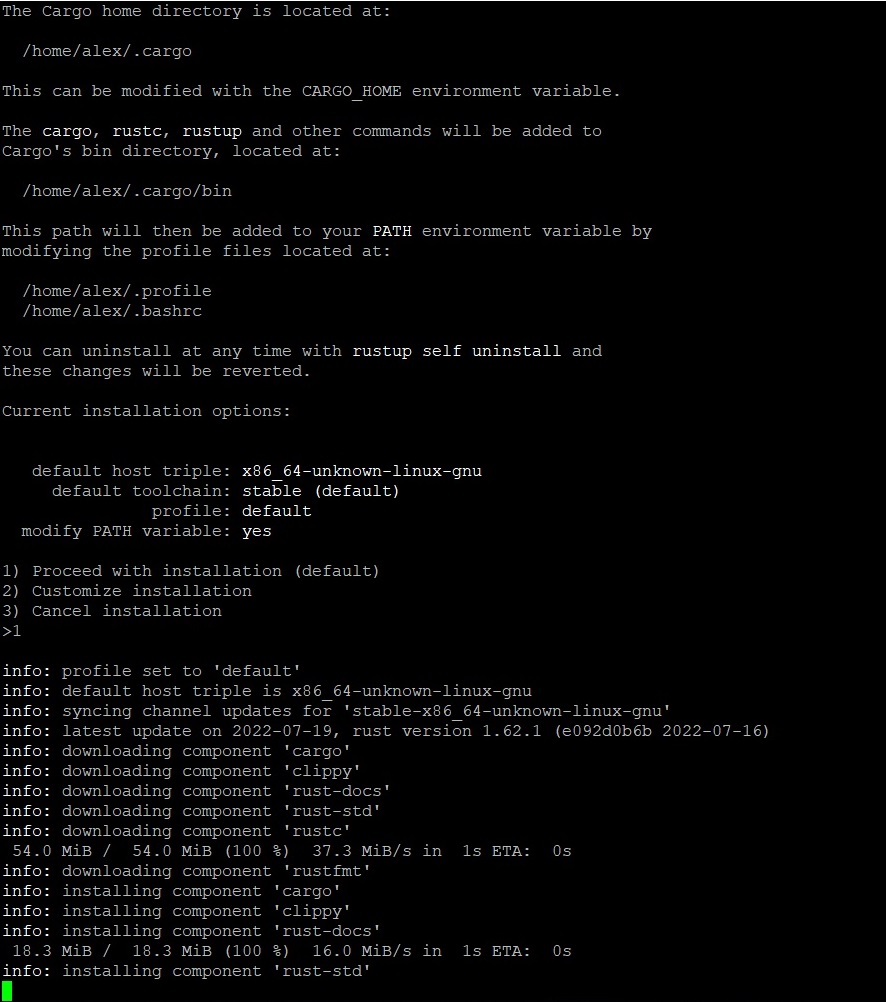 The Cargo home directory is located at:
/home/alex/.cargo
This can be modified with the CARGO_HOME environment variable.
The cargo, rustc, rustup and other commands will be added to
Cargo's bin directory, located at:
/home/alex/.cargo/bin
This path will then be added to your PATH environment variable by
modifying the profile files located at:
/home/alex/.profile
/home/alex/.bashrc
You can uninstall at any time with rustup self uninstall and
these changes will be reverted.
Current installation options:
default host triple: x86_64-unknown-linux-gnu
default toolchain: stable (default)
profile: default
modify PATH variable: yes
1) Proceed with installation (default)
2) Customize installation
3) Cancel installation
>1
info: profile set to 'default'
info: default host triple is x86_64-unknown-linux-gnu
info: syncing channel updates for 'stable-x86_64-unknown-linux-gnu'
info: latest update on 2022-07-19, rust version 1.62.1 (e092d0b6b 2022-07-16)
info: downloading component 'cargo'
info: downloading component 'clippy'
info: downloading component 'rust-docs'
info: downloading component 'rust-std'
info: downloading component 'rustc'
54.0 MiB /  54.0 MiB (100 %)  37.3 MiB/s in  1s ETA:  0s
info: downloading component 'rustfmt'
info: installing component 'cargo'
info: installing component 'clippy'
info: installing component 'rust-docs'
18.3 MiB /  18.3 MiB (100 %)  16.0 MiB/s in  1s ETA:  0s
info: installing component 'rust-std'